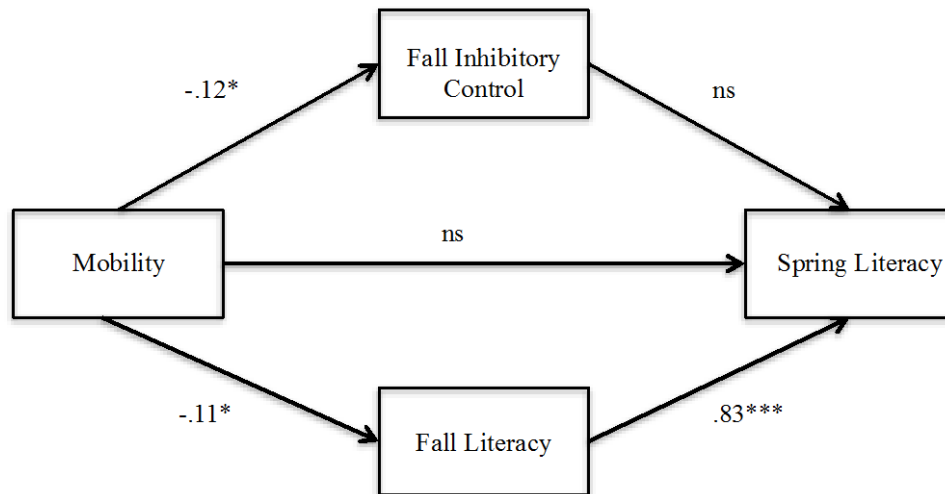 Fall Inhibitory
Control
-.12*
ns
Mobility
ns
Spring Literacy
-.11*
Fall Literacy
.83***